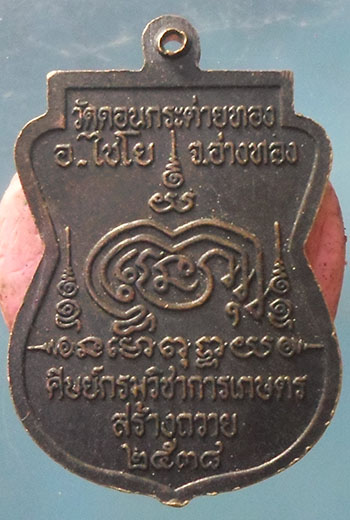 วัดดอนกระต่ายทอง
อ.ไชโย จ.อ่างทอง
ศิษย์กรมวิชาการเกษตร
สร้างถวาย
๒๕๓๘